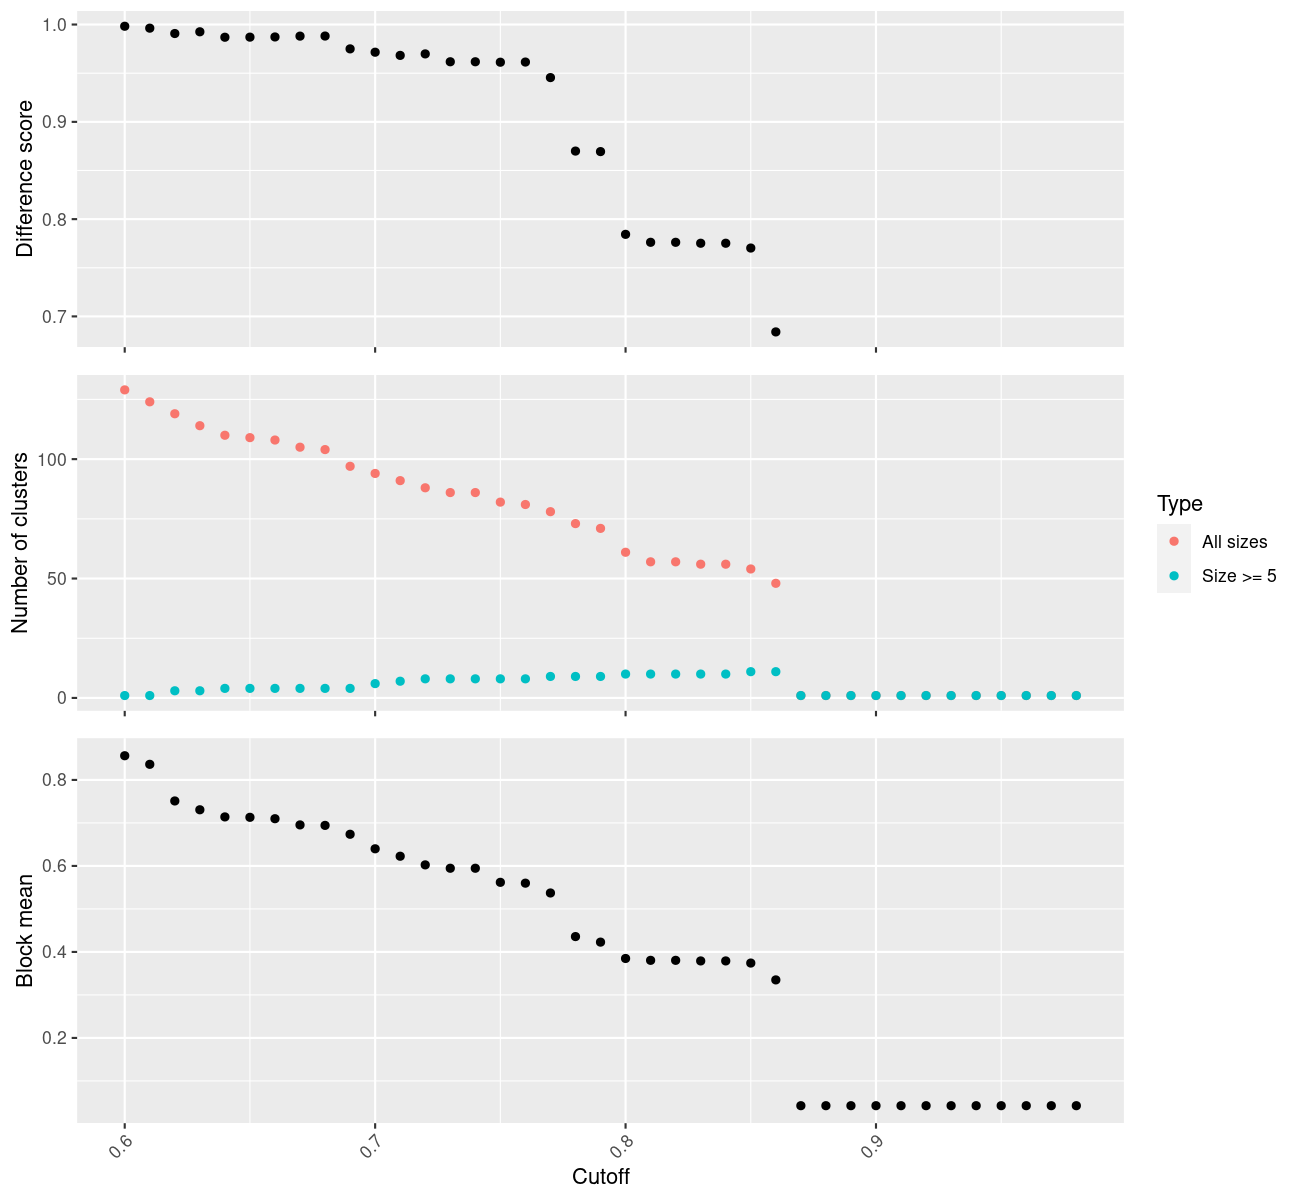 1.0
0.9
0.8
0.7
Difference score
100
50
0
Number of clusters
Type
All sizes
Size >= 5
0.8
0.6
0.4
0.2
Block mean
0.6
0.7
0.8
0.9
Cutoff